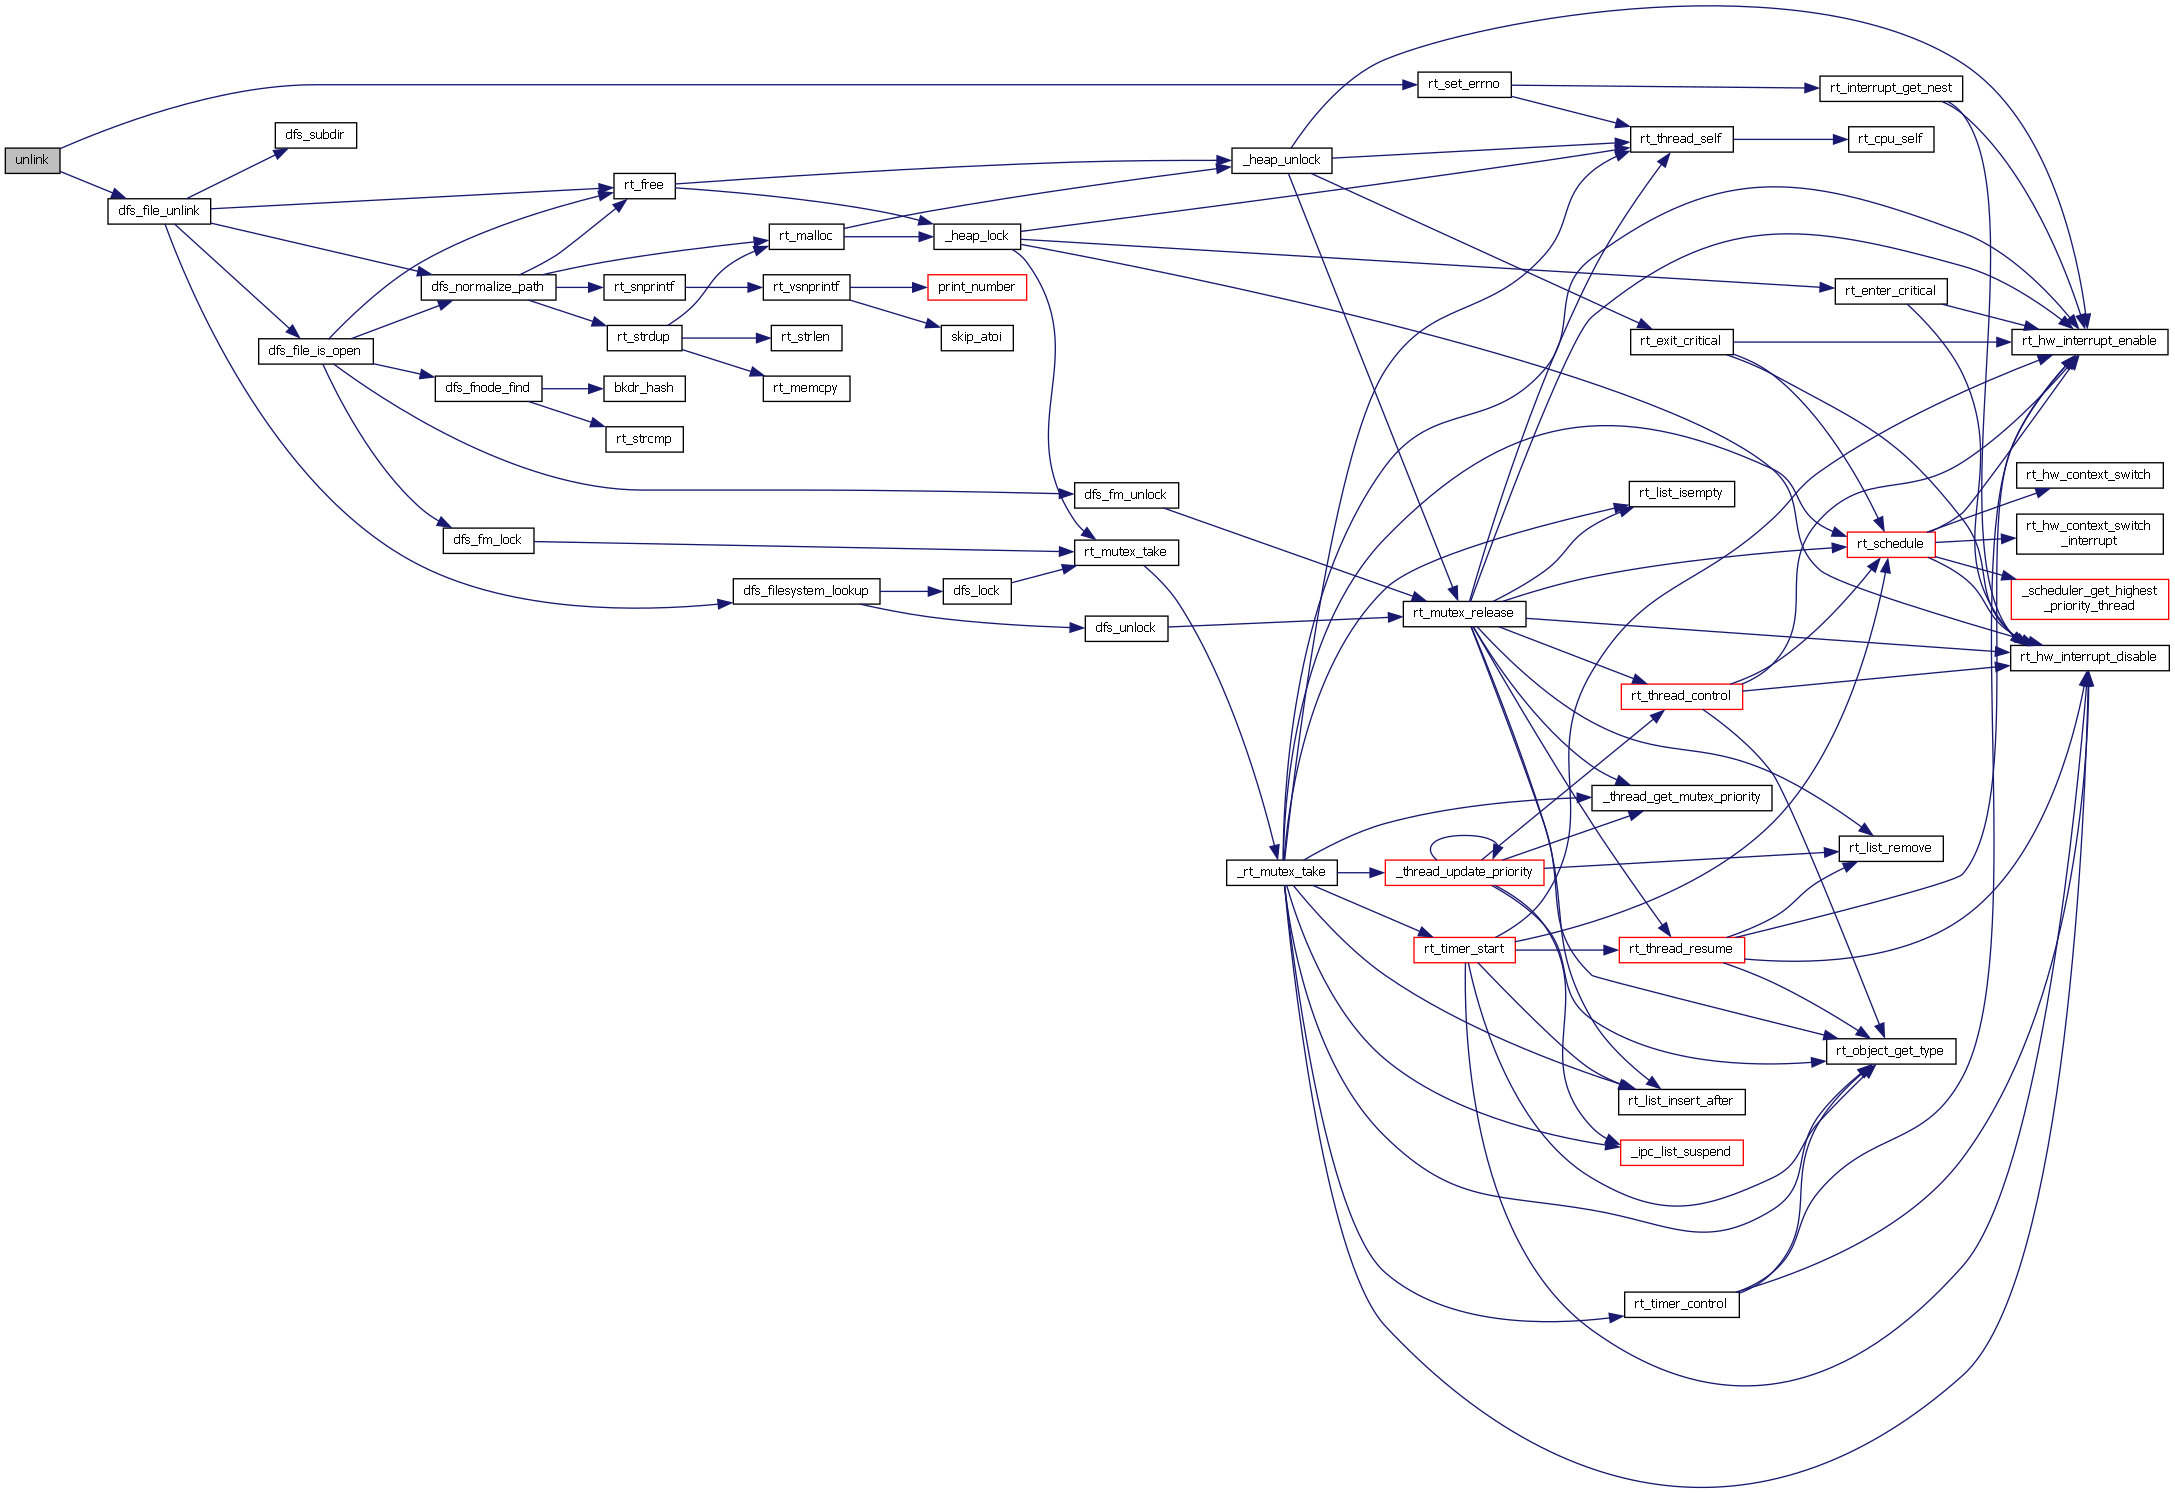 unlink
dfs_file_unlink
dfs_subdir
dfs_file_is_open
dfs_normalize_path
dfs_fnode_find
dfs_fm_lock
rt_free
rt_snprintf
rt_strdup
bkdr_hash
rt_strcmp
rt_malloc
rt_vsnprintf
rt_strlen
rt_memcpy
dfs_filesystem_lookup
_heap_lock
print_number
skip_atoi
dfs_lock
dfs_fm_unlock
rt_mutex_take
dfs_unlock
_heap_unlock
_rt_mutex_take
rt_set_errno
rt_mutex_release
_thread_update_priority
rt_timer_start
rt_thread_self
rt_exit_critical
rt_list_isempty
rt_thread_control
_thread_get_mutex_priority
rt_thread_resume
rt_list_insert_after
_ipc_list_suspend
rt_timer_control
rt_interrupt_get_nest
rt_cpu_self
rt_enter_critical
rt_schedule
rt_list_remove
rt_object_get_type
rt_hw_interrupt_enable
rt_hw_context_switch
rt_hw_context_switch
_interrupt
_scheduler_get_highest
_priority_thread
rt_hw_interrupt_disable